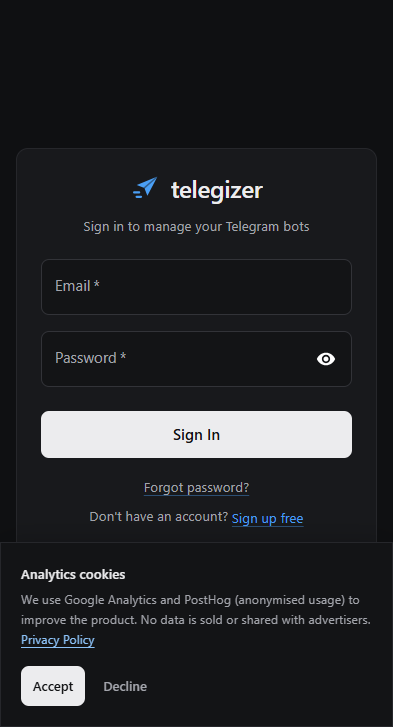 telegizer
Sign in to manage your Telegram bots
Email *
Password *
Sign In
Forgot password?
Don't have an account? Sign up free
Analytics cookies
We use Google Analytics and PostHog (anonymised usage) to
improve the product. No data is sold or shared with advertisers.
Privacy Policy
Accept Decline